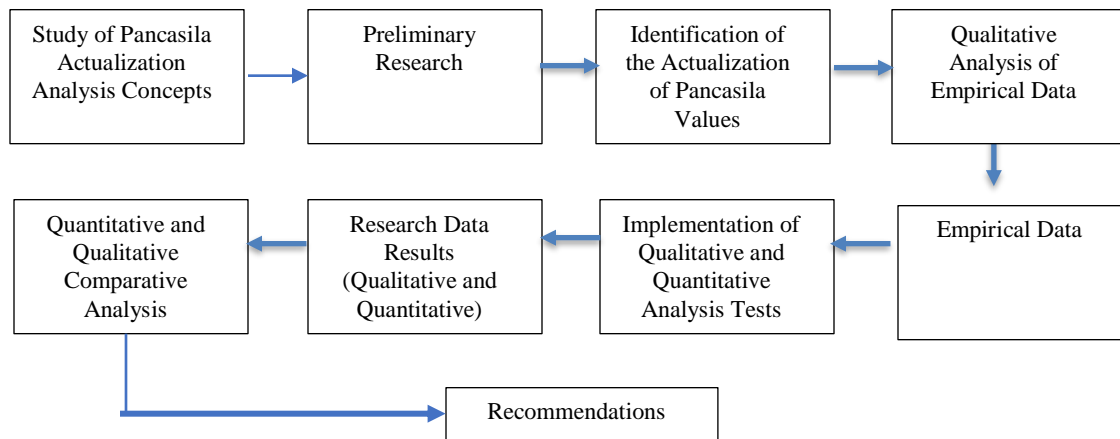 Study of Pancasila
Actualization
Analysis Concepts
Preliminary
Research
Identification of
the Actualization
of Pancasila
Values
Qualitative
Analysis of
Empirical Data
Empirical Data
Implementation of
Qualitative and
Quantitative
Analysis Tests
Research Data
Results
(Qualitative and
Quantitative)
Quantitative and
Qualitative
Comparative
Analysis
Recommendations